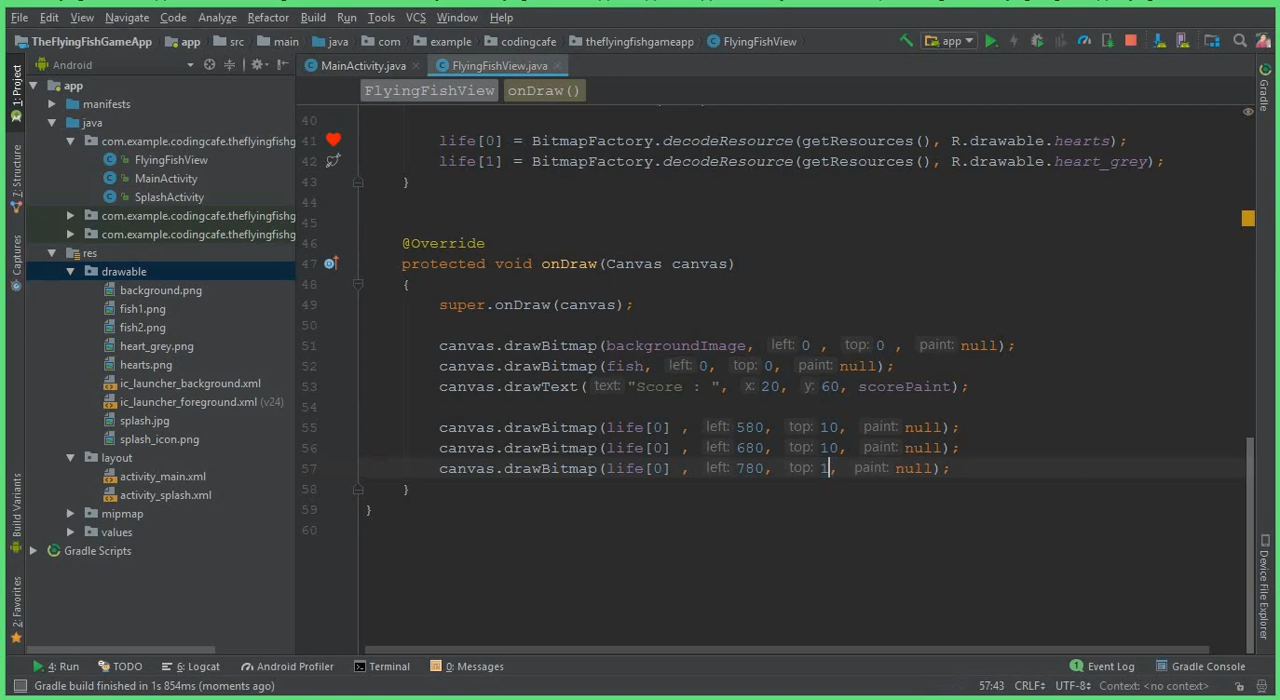 File Edit View Navigate Code Analyze Refactor Build Run Tools VCS Window Help
TheFlyingFishGameApp app src main java com example codingcafe theflyingfishgameapp FlyingFishView app
Android MainActivity.java FlyingFishView.java
FlyingFishView onDraw()
1: Project
7: Structure
Captures
Build Variants
2: Favorites
Gradle
Device File Explorer
app
manifests
java
com.example.codingcafe.theflyingfishg
FlyingFishView
MainActivity
SplashActivity
com.example.codingcafe.theflyingfishg
com.example.codingcafe.theflyingfishg
res
drawable
background.png
fish1.png
fish2.png
heart_grey.png
hearts.png
ic_launcher_background.xml
ic_launcher_foreground.xml (v24)
splash.jpg
splash_icon.png
layout
activity_main.xml
activity_splash.xml
mipmap
values
Gradle Scripts
40
41 life[0] = BitmapFactory.decodeResource(getResources(), R.drawable.hearts);
42 life[1] = BitmapFactory.decodeResource(getResources(), R.drawable.heart_grey);
43 }
44
45
46 @Override
47 protected void onDraw(Canvas canvas)
48 {
49 super.onDraw(canvas);
50
51 canvas.drawBitmap(backgroundImage, left: 0 , top: 0 , paint: null);
52 canvas.drawBitmap(fish, left: 0, top: 0, paint: null);
53 canvas.drawText( text: "Score : ", x: 20, y: 60, scorePaint);
54
55 canvas.drawBitmap(life[0] , left: 580, top: 10, paint: null);
56 canvas.drawBitmap(life[0] , left: 680, top: 10, paint: null);
57 canvas.drawBitmap(life[0] , left: 780, top: 1, paint: null);
58 }
59 }
60
4: Run TODO 6: Logcat Android Profiler Terminal 0: Messages 1 Event Log Gradle Console
Gradle build finished in 1s 854ms (moments ago) 57:43 CRLF UTF-8 Context: <no context>